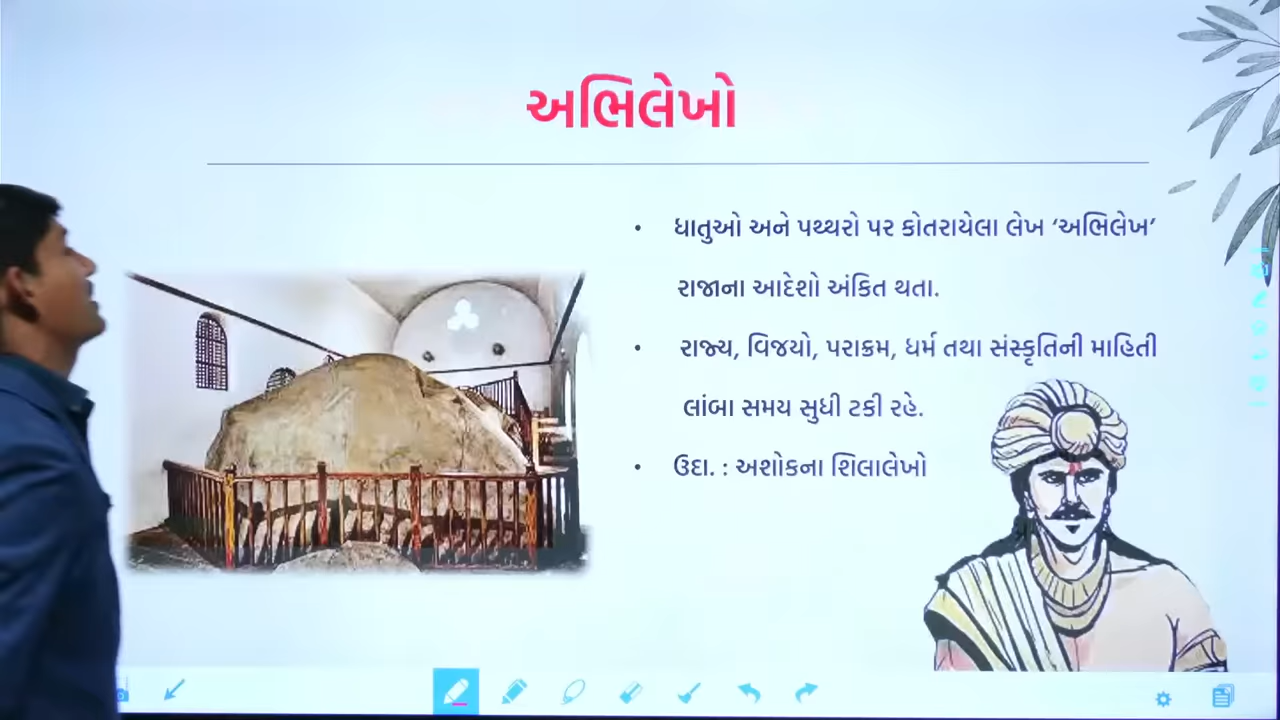 અભિલેખો
• ધાતુઓ અને પથ્થરો પર કોતરાયેલા લેખ ‘અભિલેખ’
રાજાના આદેશો અંકિત થતા.
• રાજ્ય, વિજયો, પરાક્રમ, ધર્મ તથા સંસ્કૃતિની માહિતી
લાંબા સમય સુધી ટકી રહે.
• ઉદા. : અશોકના શિલાલેખો